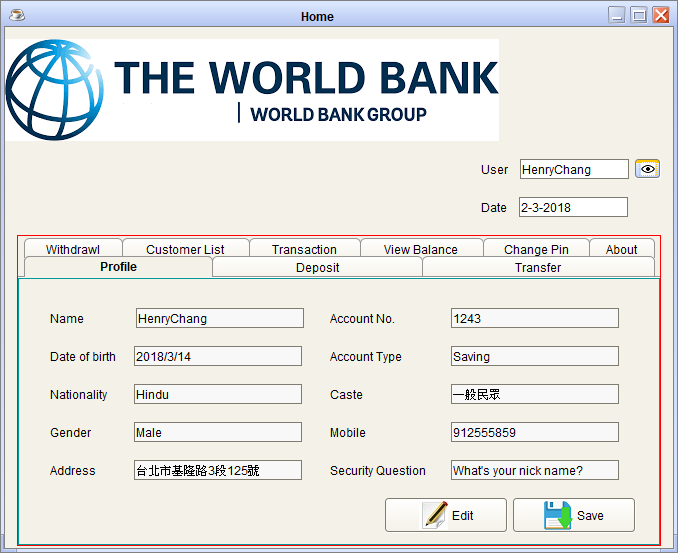 Home
THE WORLD BANK
WORLD BANK GROUP
User HenryChang
Date 2-3-2018
Withdrawl Customer List Transaction View Balance Change Pin About
Profile Deposit Transfer
Name HenryChang Account No. 1243
Date of birth 2018/3/14 Account Type Saving
Nationality Hindu Caste 一般民眾
Gender Male Mobile 912555859
Address 台北市基隆路3段125號 Security Question What's your nick name?
Edit Save